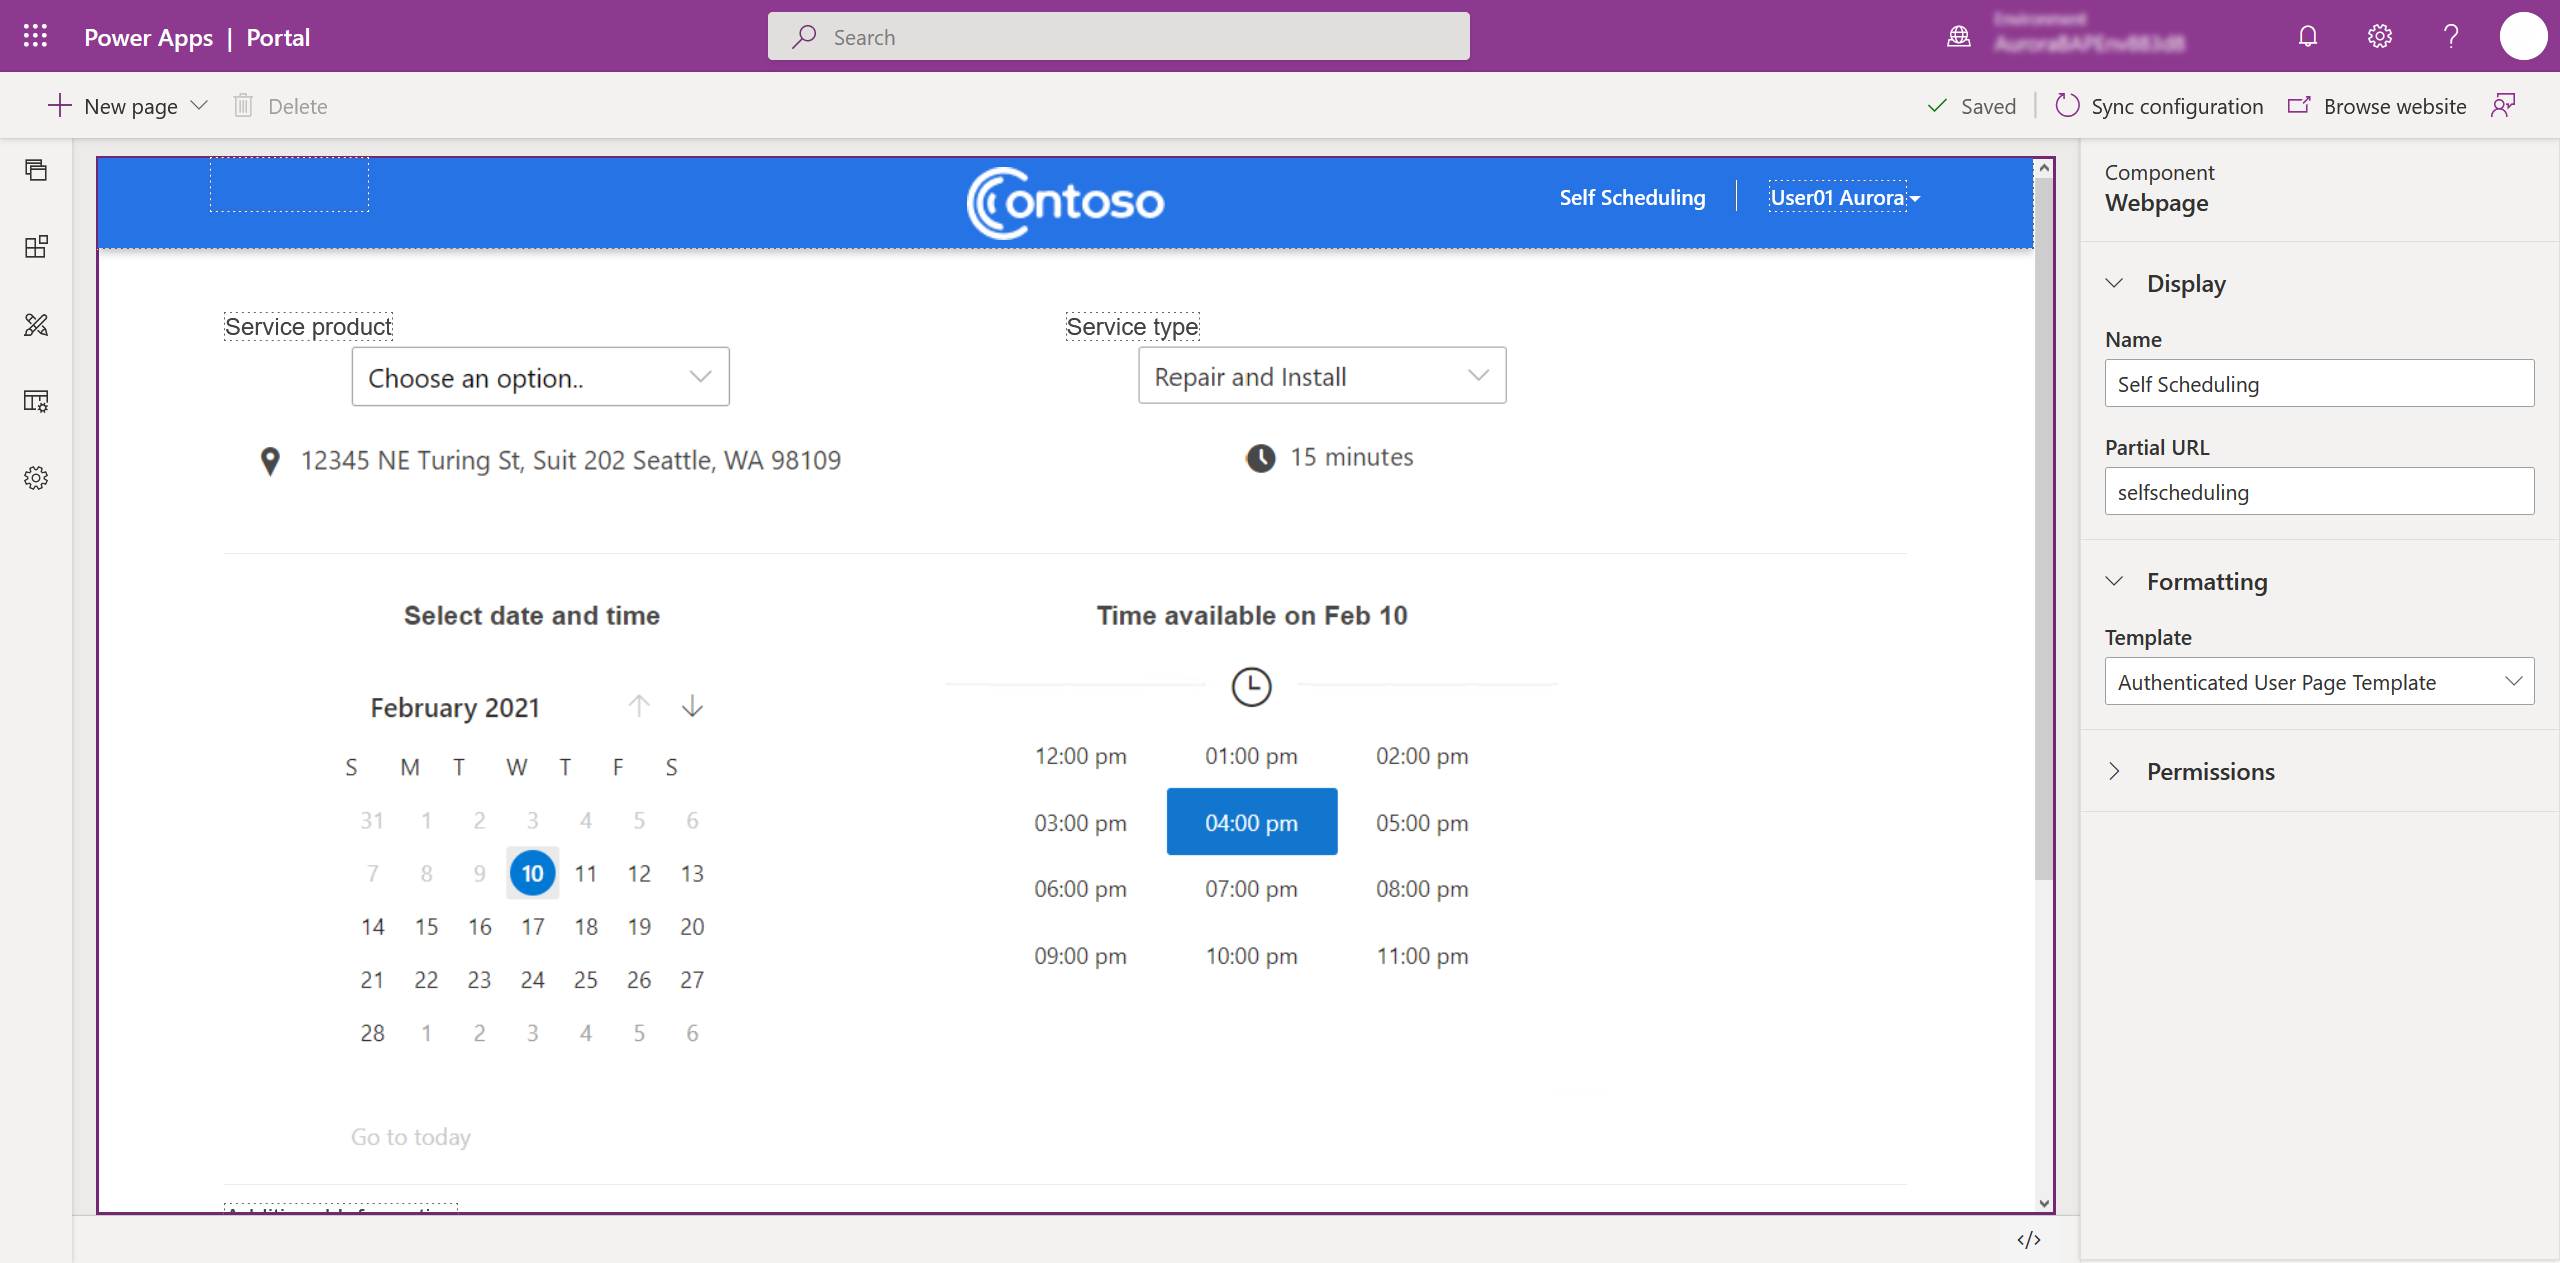 Power Apps | Portal
Search
Environment
New page
Delete
Saved
Sync configuration
Browse website
Contoso
Self Scheduling
User01 Aurora
Service product
Service type
Choose an option..
Repair and Install
12345 NE Turing St, Suit 202 Seattle, WA 98109
15 minutes
Select date and time
February 2021
S M T W T F S
31 1 2 3 4 5 6
7 8 9 10 11 12 13
14 15 16 17 18 19 20
21 22 23 24 25 26 27
28 1 2 3 4 5 6
Go to today
Time available on Feb 10
12:00 pm 01:00 pm 02:00 pm
03:00 pm 04:00 pm 05:00 pm
06:00 pm 07:00 pm 08:00 pm
09:00 pm 10:00 pm 11:00 pm
</>
Component
Webpage
Display
Name
Self Scheduling
Partial URL
selfscheduling
Formatting
Template
Authenticated User Page Template
Permissions